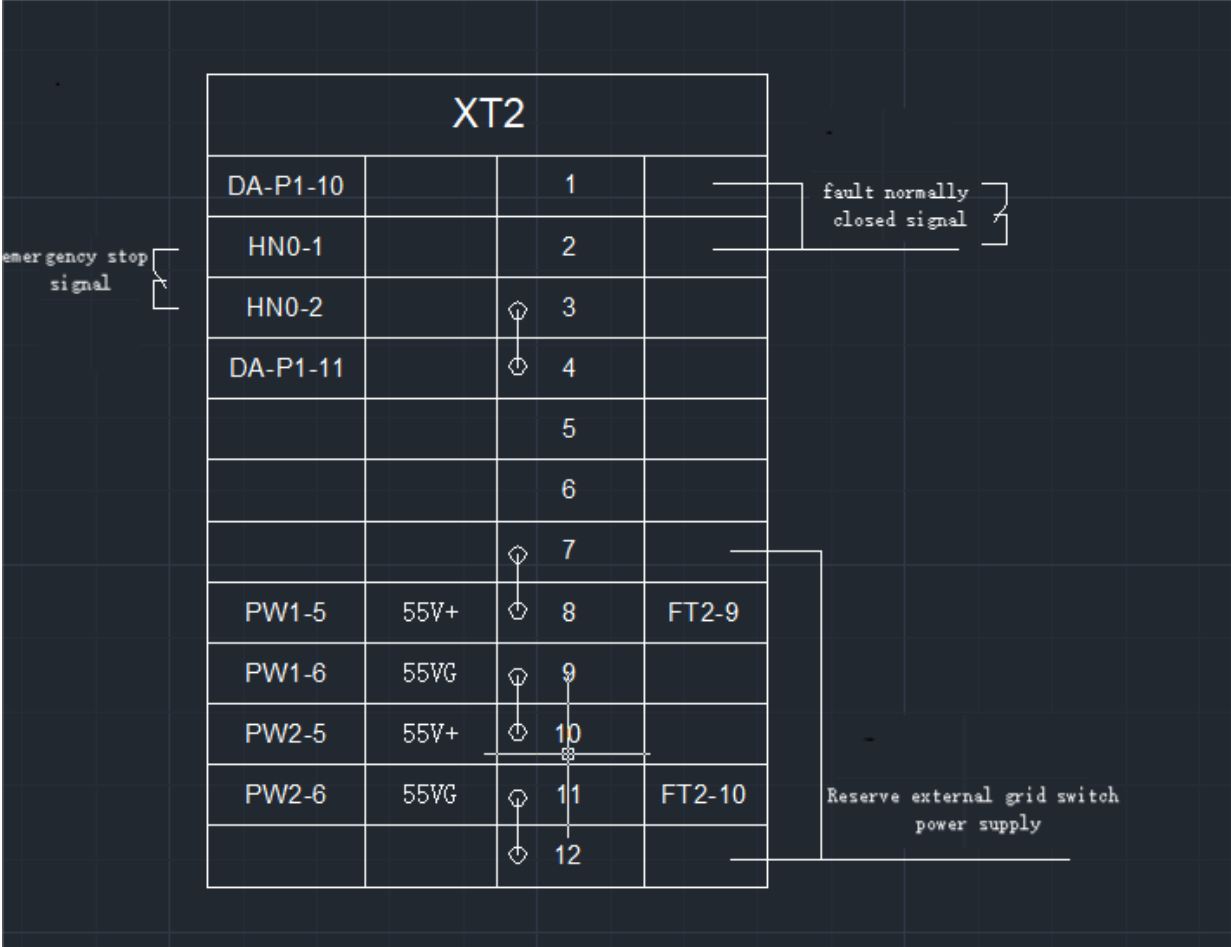 XT2
DA-P1-10 1
fault normally
closed signal
HN0-1 2
emergency stop
signal
HN0-2 3
DA-P1-11 4
5
6
7
PW1-5 55V+ 8 FT2-9
PW1-6 55VG 9
PW2-5 55V+ 10
PW2-6 55VG 11 FT2-10
Reserve external grid switch
power supply
12